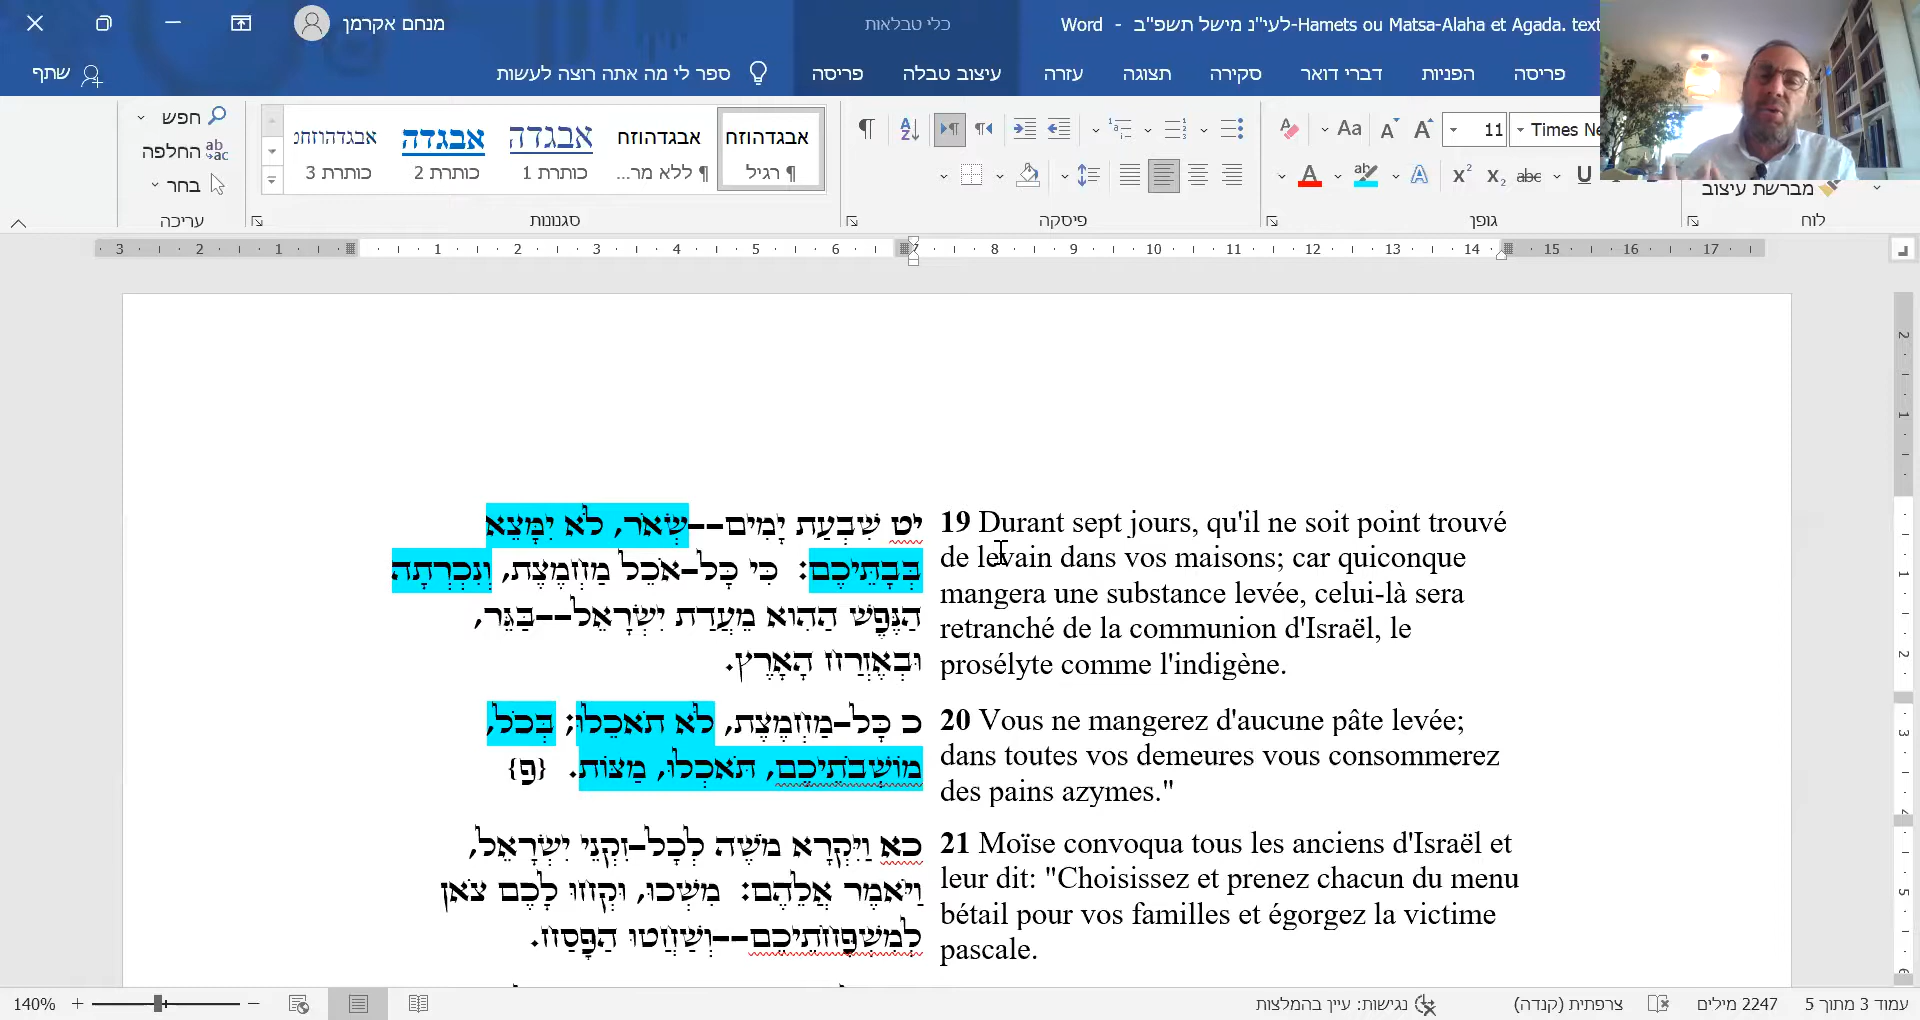 מנחם אקרמן
כלי טבלאות
לעי"נ מישל תשפ"ב-Hamets ou Matsa-Alaha et Agada. text - Word
שתף
ספר לי מה אתה רוצה לעשות
פריסה
עיצוב טבלה
עזרה
תצוגה
סקירה
דברי דואר
הפניות
פריסה
חפש
החלפה
בחר
עריכה
אבגדהוזח
¶ רגיל
אבגדהוזח
¶ ללא מר...
אבגדה
כותרת 1
אבגדה
כותרת 2
אבגדהוזחט
כותרת 3
סגנונות
פיסקה
11
Times Ne
גופן
מברשת עיצוב
לוח
יט שִׁבְעַת יָמִים--שְׂאֹר, לֹא יִמָּצֵא
בְּבָתֵּיכֶם: כִּי כָּל-אֹכֵל מַחְמֶצֶת, וְנִכְרְתָה
הַנֶּפֶשׁ הַהִוא מֵעֲדַת יִשְׂרָאֵל--בַּגֵּר,
וּבְאֶזְרַח הָאָרֶץ.
19 Durant sept jours, qu'il ne soit point trouvé
de levain dans vos maisons; car quiconque
mangera une substance levée, celui-là sera
retranché de la communion d'Israël, le
prosélyte comme l'indigène.
כ כָּל-מַחְמֶצֶת, לֹא תֹאכֵלוּ; בְּכֹל,
מוֹשְׁבֹתֵיכֶם, תֹּאכְלוּ, מַצּוֹת. {פ}
20 Vous ne mangerez d'aucune pâte levée;
dans toutes vos demeures vous consommerez
des pains azymes."
כא וַיִּקְרָא מֹשֶׁה לְכָל-זִקְנֵי יִשְׂרָאֵל,
וַיֹּאמֶר אֲלֵהֶם: מִשְׁכוּ, וּקְחוּ לָכֶם צֹאן
לְמִשְׁפְּחֹתֵיכֶם--וְשַׁחֲטוּ הַפָּסַח.
21 Moïse convoqua tous les anciens d'Israël et
leur dit: "Choisissez et prenez chacun du menu
bétail pour vos familles et égorgez la victime
pascale.
140%
נגישות: עיין בהמלצות
צרפתית (קנדה)
2247 מילים
עמוד 3 מתוך 5